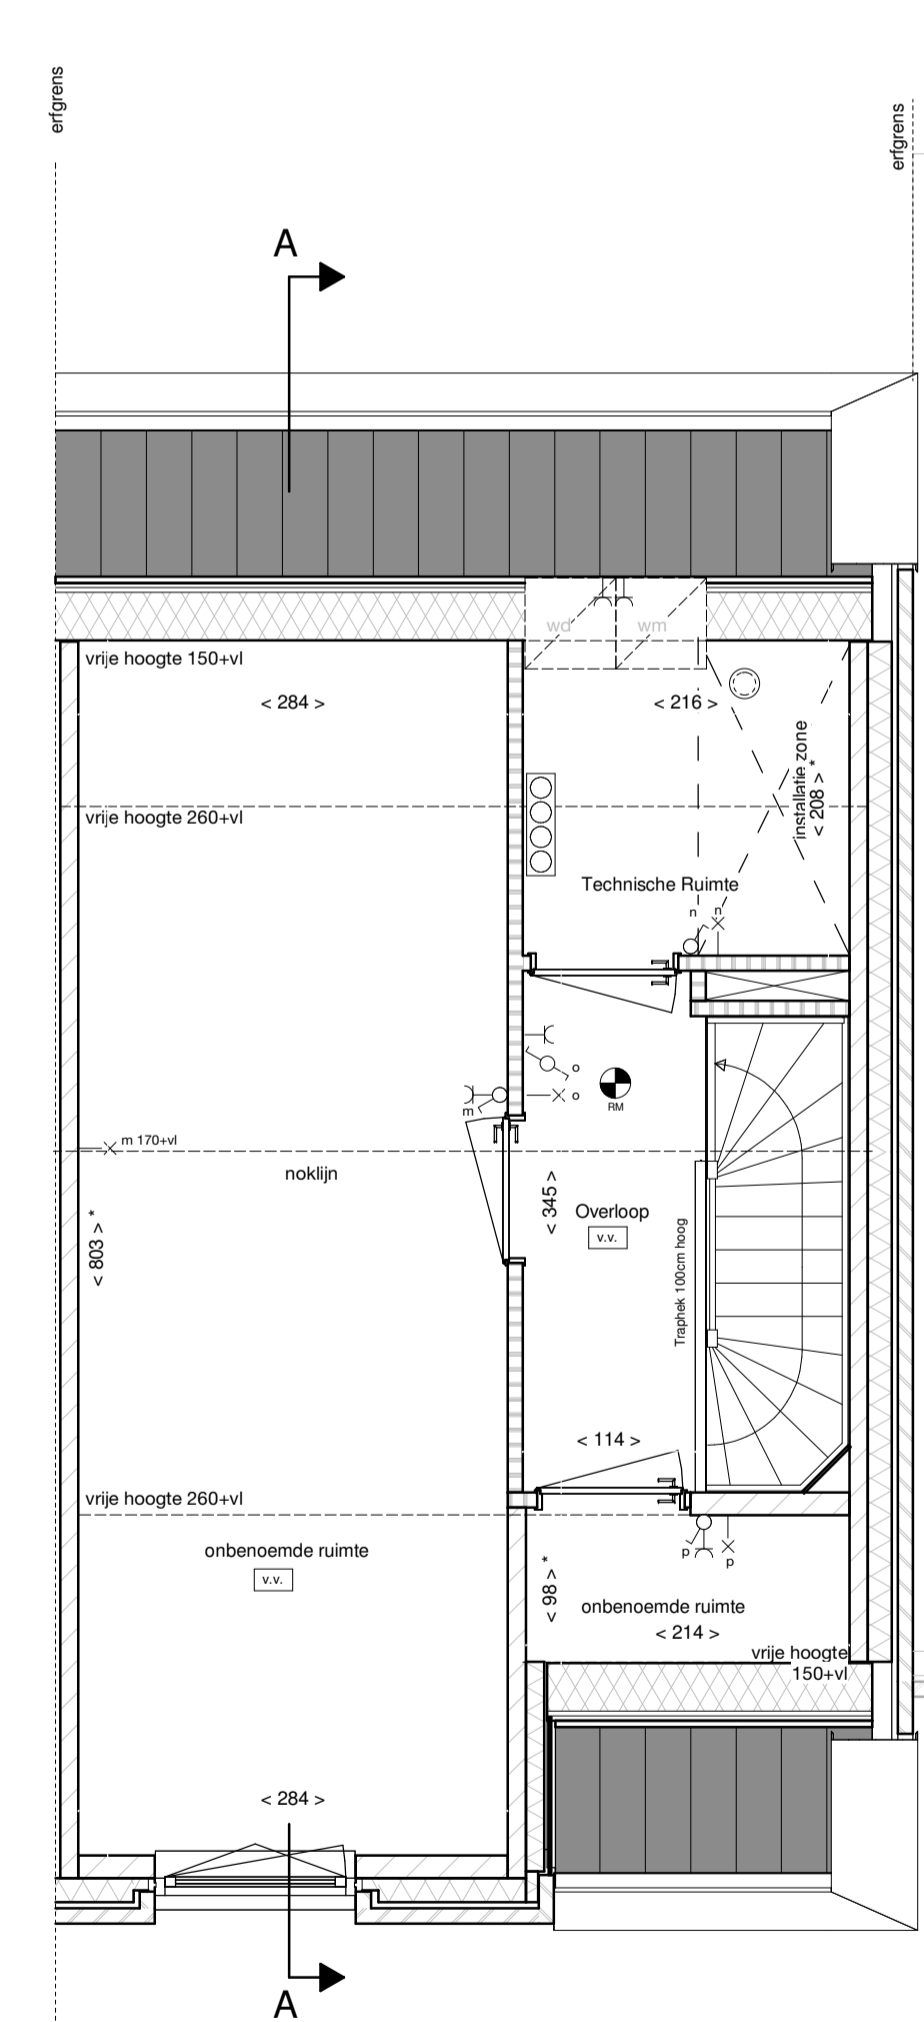 erfgrens
erfgrens
A
wd
wm
vrije hoogte 150+vl
< 284 >
< 216 >
installatie zone
< 208 > *
vrije hoogte 260+vl
Technische Ruimte
n
n
o
o
m
RM
m 170+vl
noklijn
< 803 > *
< 345 >
Overloop
v.v.
Traphek 100cm hoog
< 114 >
vrije hoogte 260+vl
onbenoemde ruimte
v.v.
p
p
< 98 > *
onbenoemde ruimte
< 214 >
vrije hoogte
150+vl
< 284 >
A